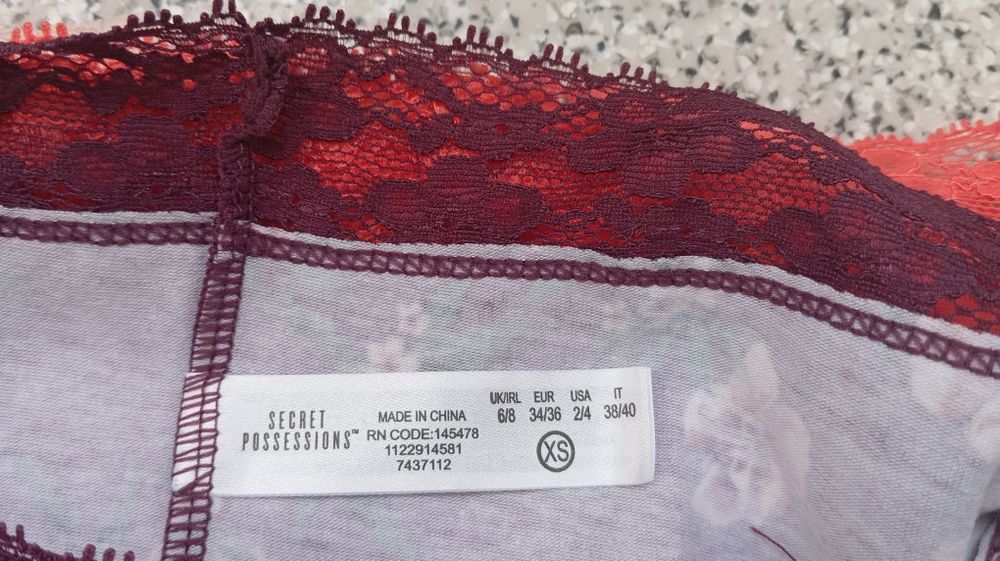 SECRET
POSSESSIONS™
MADE IN CHINA
RN CODE:145478
1122914581
7437112
UK/IRL EUR USA IT
6/8 34/36 2/4 38/40
XS